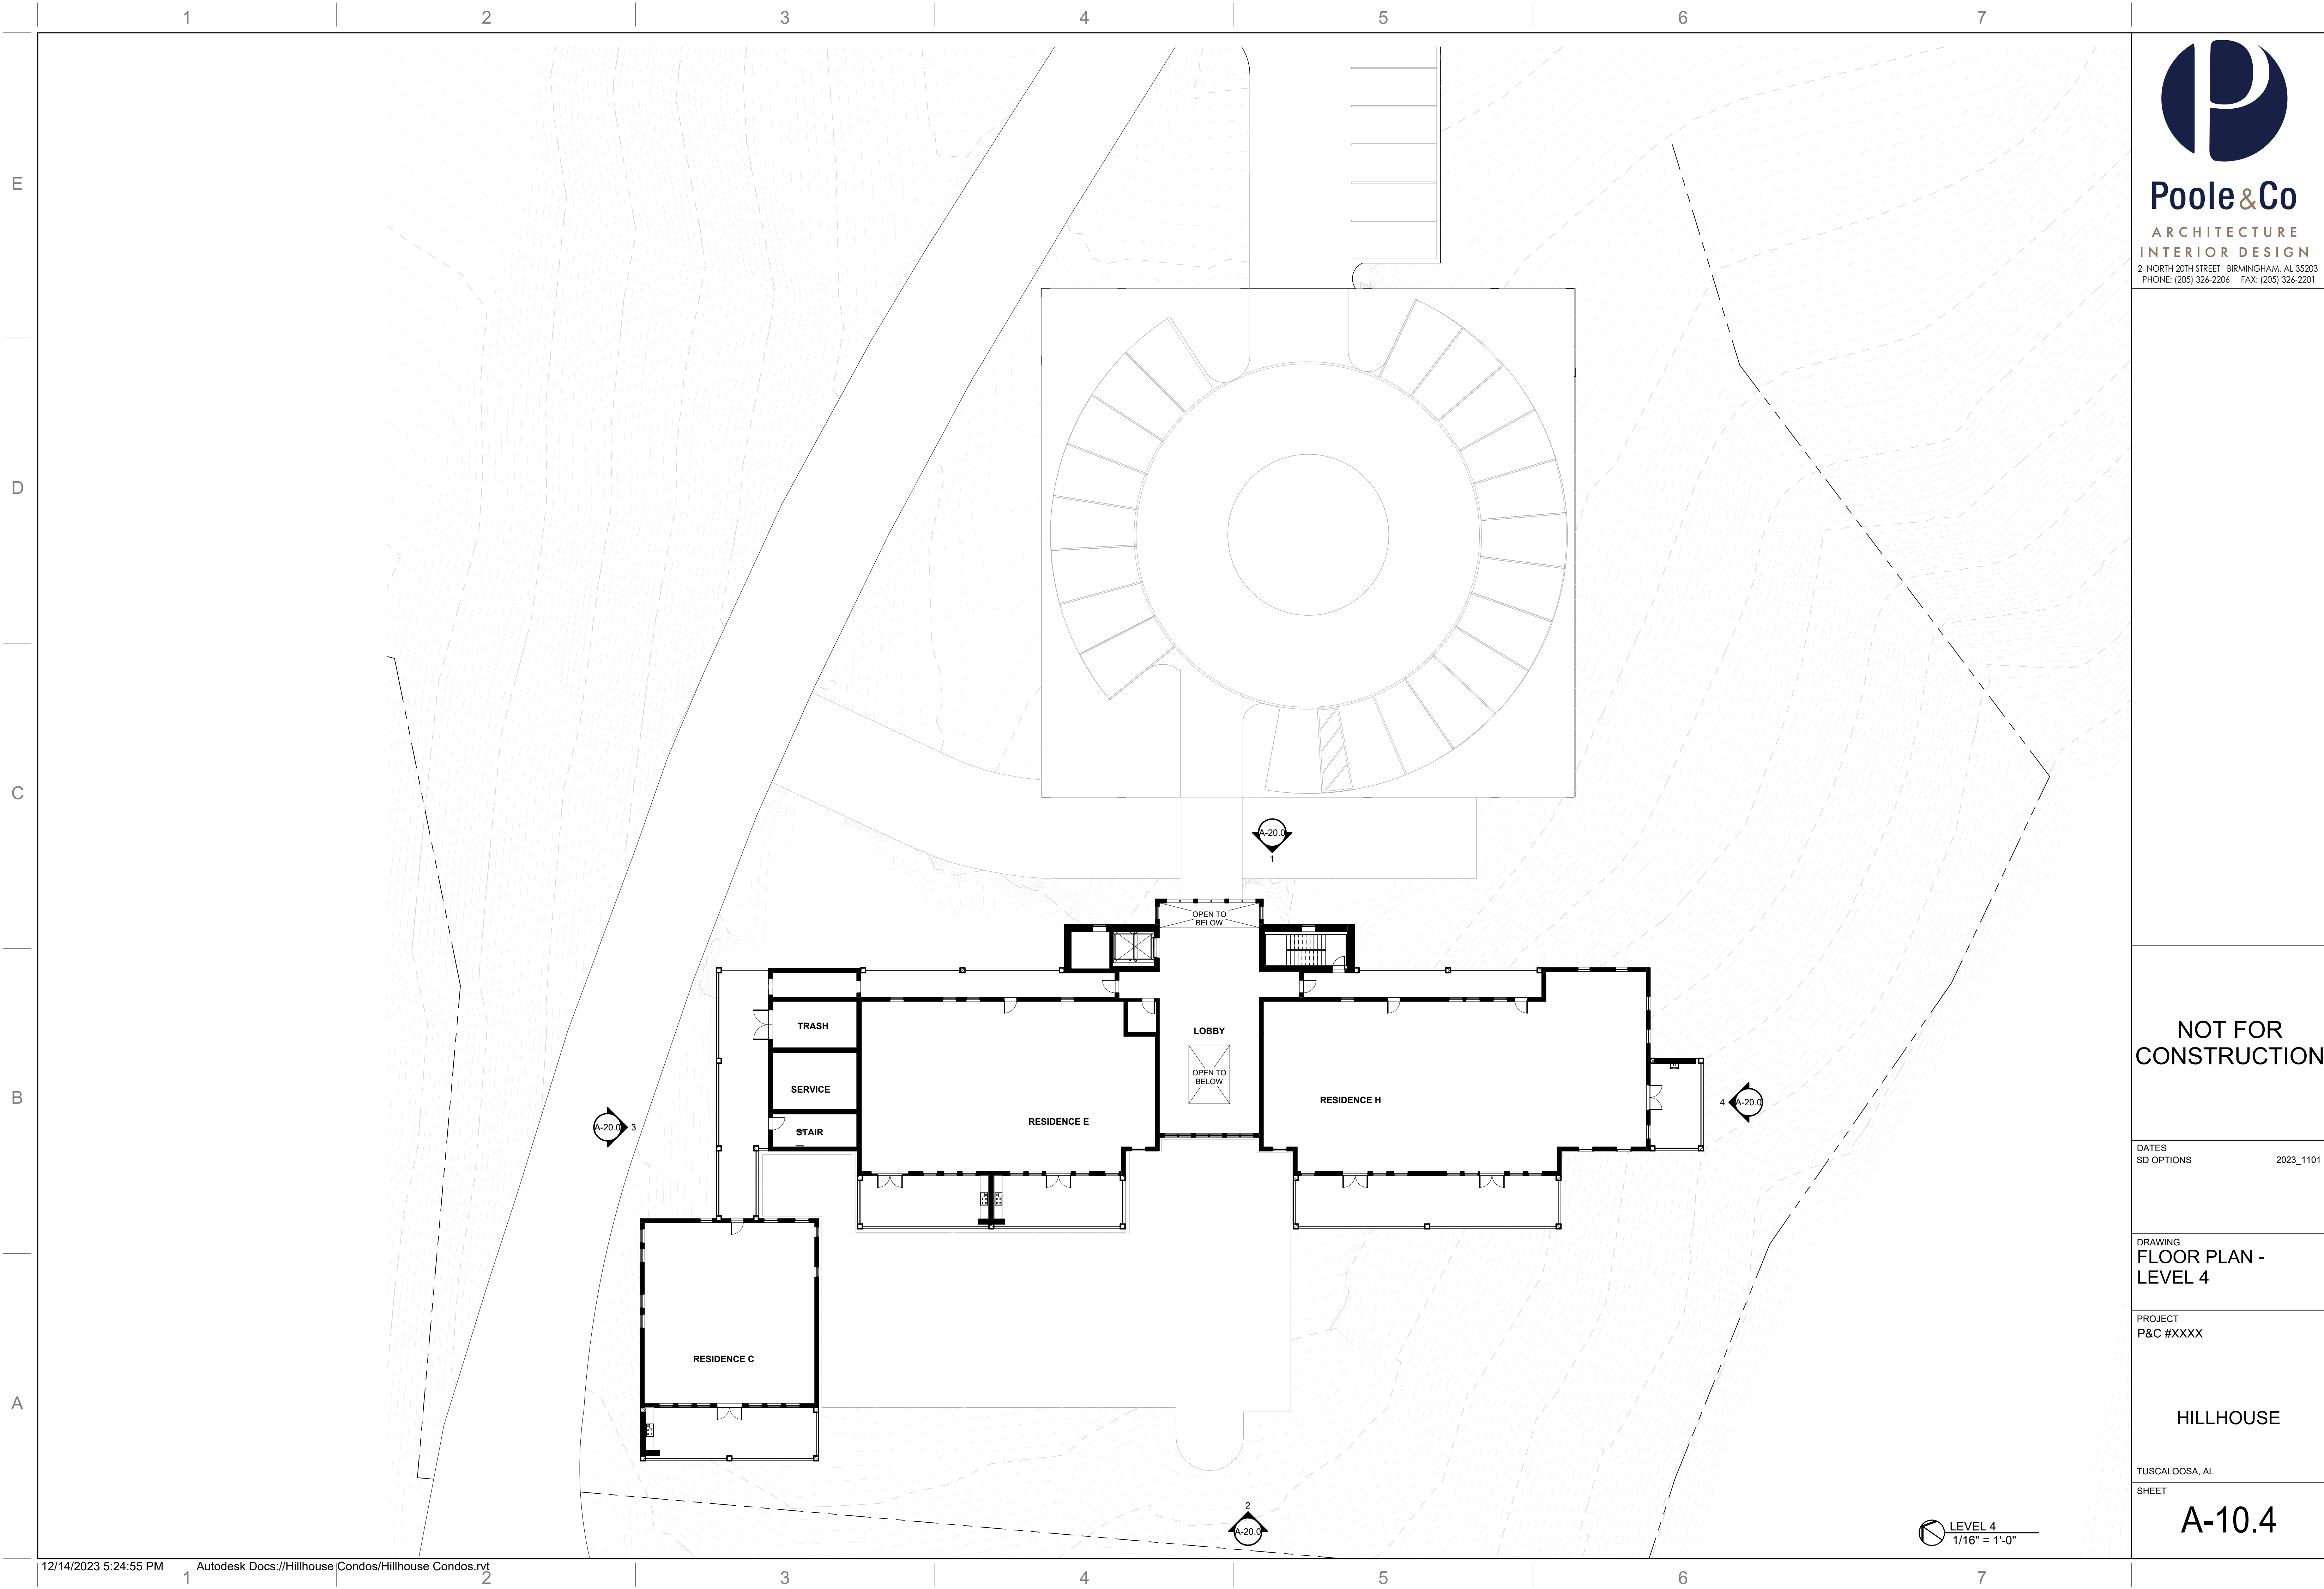 1 2 3 4 5 6 7
E
D
C
B
A
Poole&Co
ARCHITECTURE
INTERIOR DESIGN
2 NORTH 20TH STREET BIRMINGHAM, AL 35203
PHONE: (205) 326-2206 FAX: (205) 326-2201
A-20.0
1
OPEN TO
BELOW
LOBBY
OPEN TO
BELOW
TRASH
SERVICE
STAIR
RESIDENCE E
RESIDENCE H
RESIDENCE C
A-20.0 3
4 A-20.0
2
A-20.0
LEVEL 4
1/16" = 1'-0"
NOT FOR
CONSTRUCTION
DATES
SD OPTIONS 2023_1101
DRAWING
FLOOR PLAN -
LEVEL 4
PROJECT
P&C #XXXX
HILLHOUSE
TUSCALOOSA, AL
SHEET
A-10.4
12/14/2023 5:24:55 PM Autodesk Docs://Hillhouse Condos/Hillhouse Condos.rvt
1 2 3 4 5 6 7